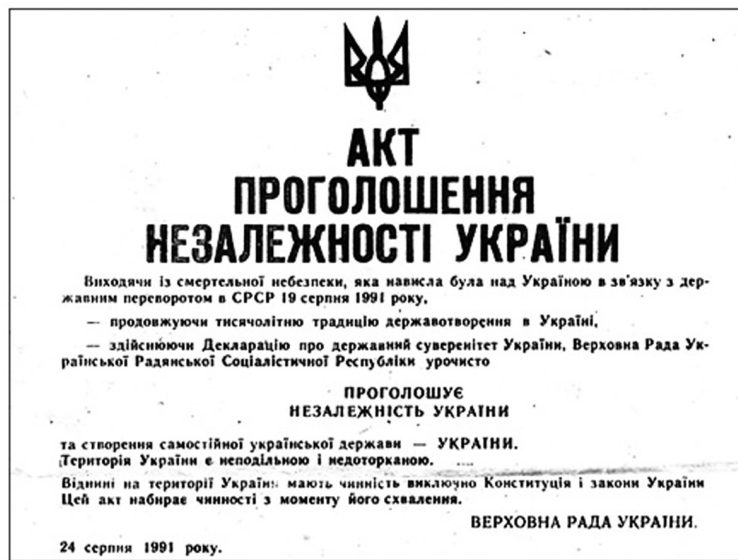 АКТ
ПРОГОЛОШЕННЯ
НЕЗАЛЕЖНОСТІ УКРАЇНИ
Виходячи із смертельної небезпеки, яка нависла була над Україною в зв'язку з дер-
жавним переворотом в СРСР 19 серпня 1991 року,
— продовжуючи тисячолітню традицію державотворення в Україні,
— здійснюючи Декларацію про державний суверенітет України, Верховна Рада Ук-
раїнської Радянської Соціалістичної Республіки урочисто
ПРОГОЛОШУЄ
НЕЗАЛЕЖНІСТЬ УКРАЇНИ
та створення самостійної української держави — УКРАЇНИ.
Територія України є неподільною і недоторканою.
Віднині на території України мають чинність виключно Конституція і закони України
Цей акт набирає чинності з моменту його схвалення.
ВЕРХОВНА РАДА УКРАЇНИ.
24 серпня 1991 року.